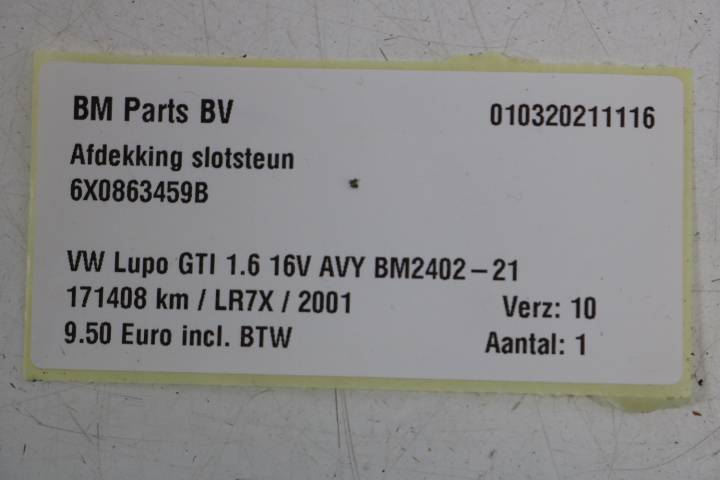 BM Parts BV 010320211116
Afdekking slotsteun
6X0863459B
VW Lupo GTI 1.6 16V AVY BM2402-21
171408 km / LR7X / 2001 Verz: 10
9.50 Euro incl. BTW Aantal: 1